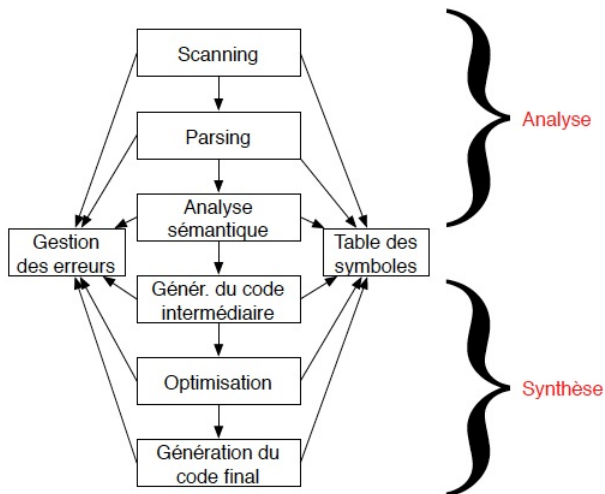 Scanning
Parsing
Analyse
Analyse
sémantique
Gestion
des erreurs
Table des
symboles
Génér. du code
intermédiaire
Optimisation
Synthèse
Génération du
code final